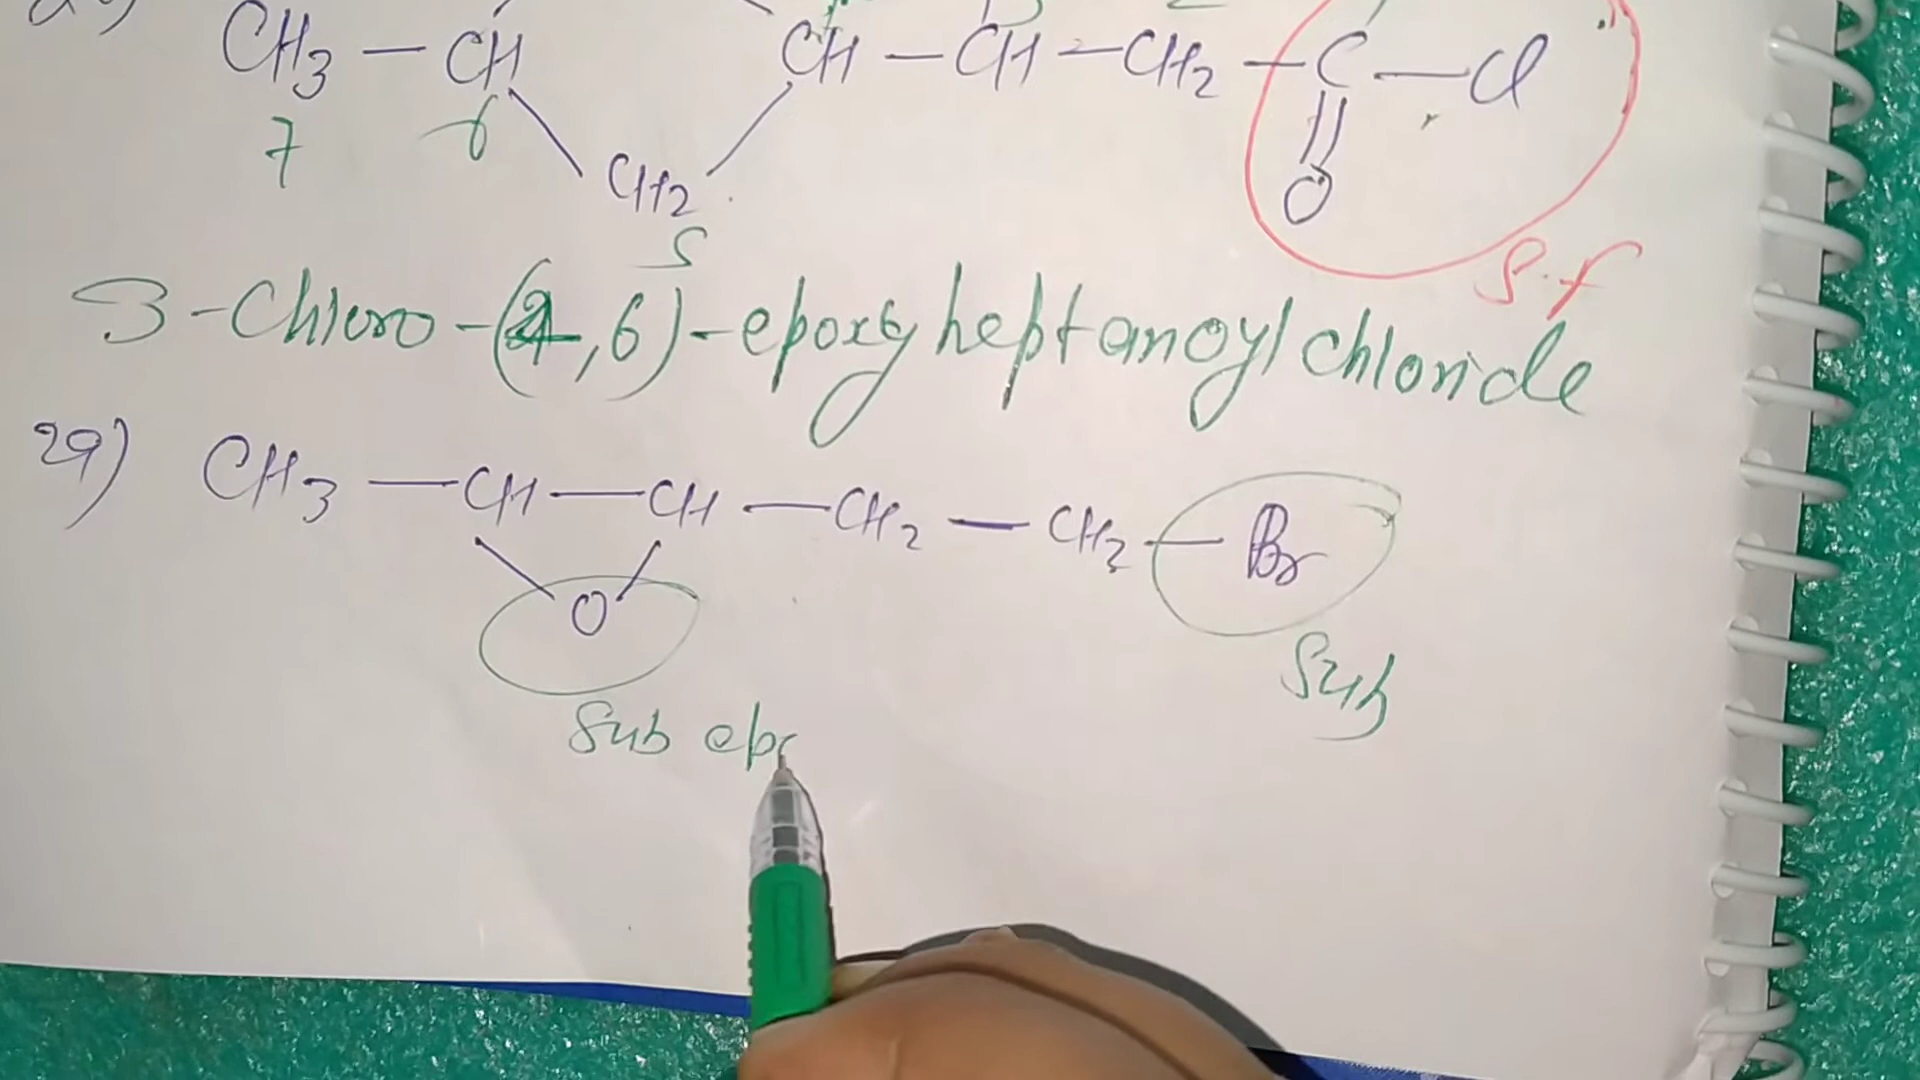 CH3 — CH CH — CH — CH2 — C — Cl
7 6 CH2 O
5 S.f
3-Chloro-(4,6)-epoxy heptanoyl chloride
29) CH3 — CH — CH — CH2 — CH2 — Br
O
Sub
Sub epo